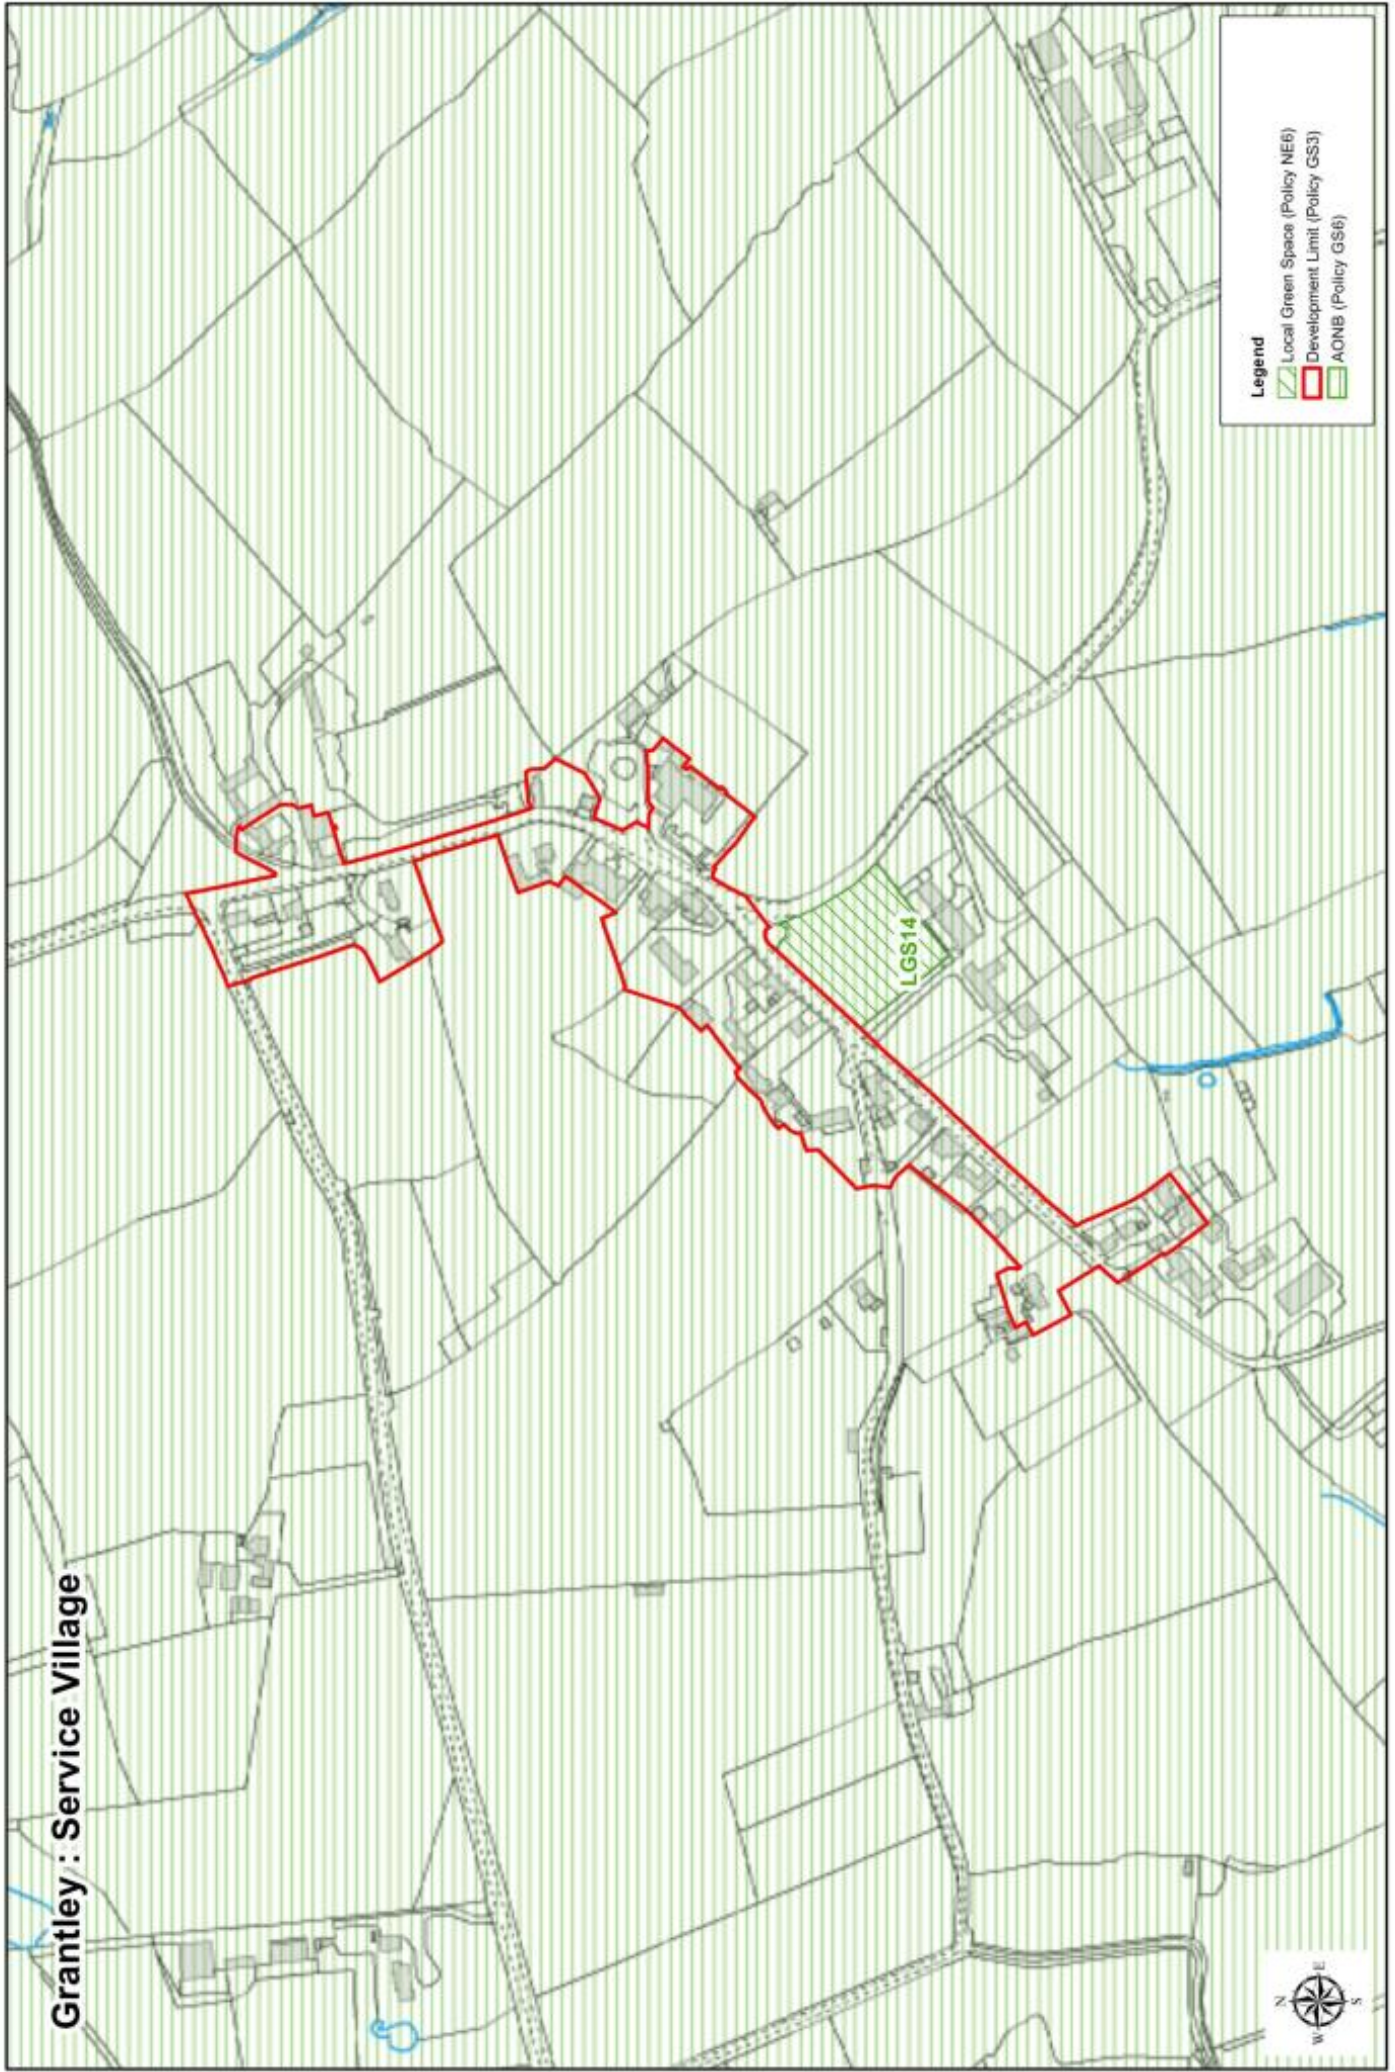 Grantley : Service Village
LGS14
Legend
Local Green Space (Policy NE6)
Development Limit (Policy GS3)
AONB (Policy GS6)
N
W E
S